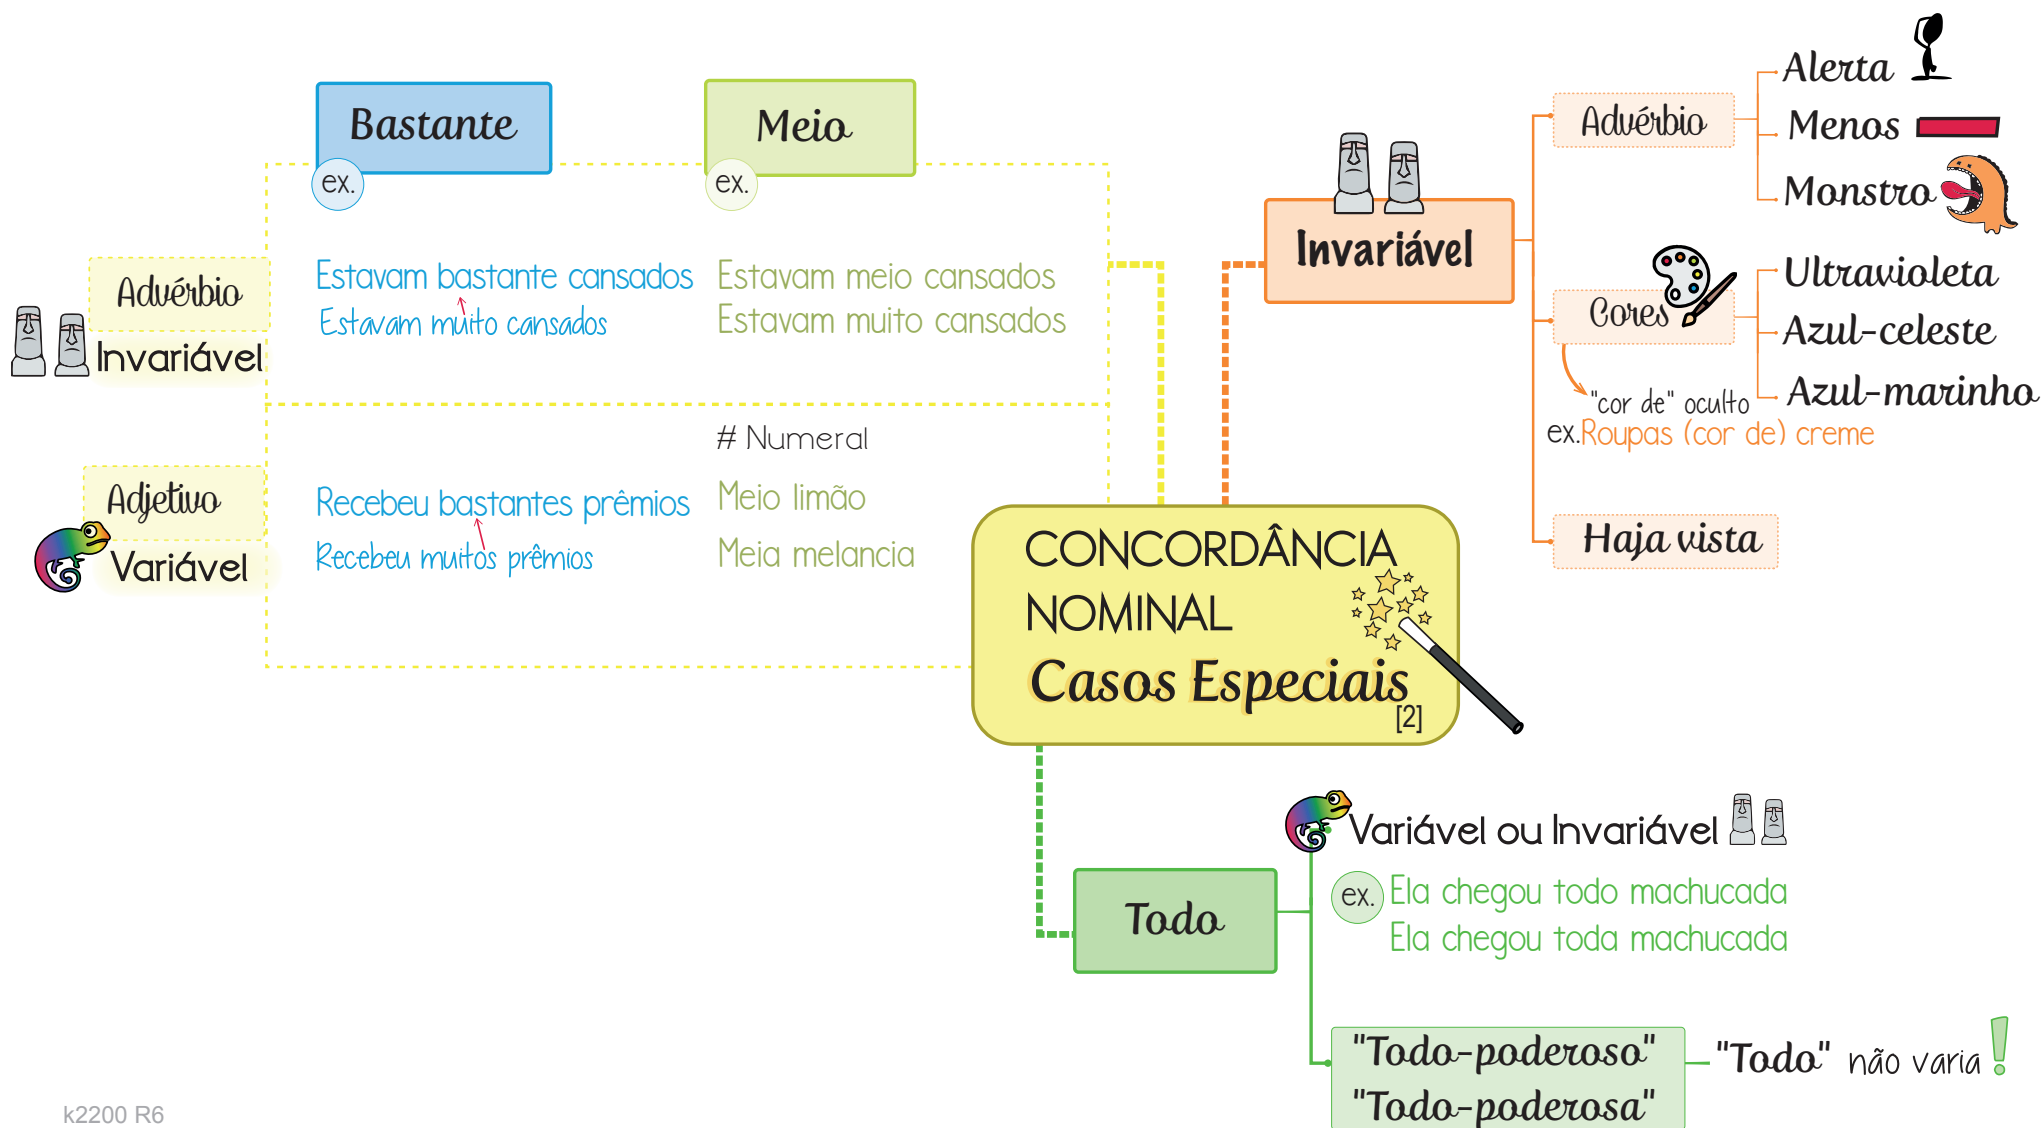 Bastante
ex.
Meio
ex.
Advérbio
Invariável
Estavam bastante cansados
Estavam muito cansados
Estavam meio cansados
Estavam muito cansados
Adjetivo
Variável
Recebeu bastantes prêmios
Recebeu muitos prêmios
# Numeral
Meio limão
Meia melancia
Invariável
Advérbio
Alerta
Menos
Monstro
Cores
Ultravioleta
Azul-celeste
Azul-marinho
"cor de" oculto
ex.Roupas (cor de) creme
Haja vista
CONCORDÂNCIA
NOMINAL
Casos Especiais
[2]
Todo
Variável ou Invariável
ex. Ela chegou todo machucada
Ela chegou toda machucada
"Todo-poderoso"
"Todo-poderosa"
"Todo" não varia!
k2200 R6